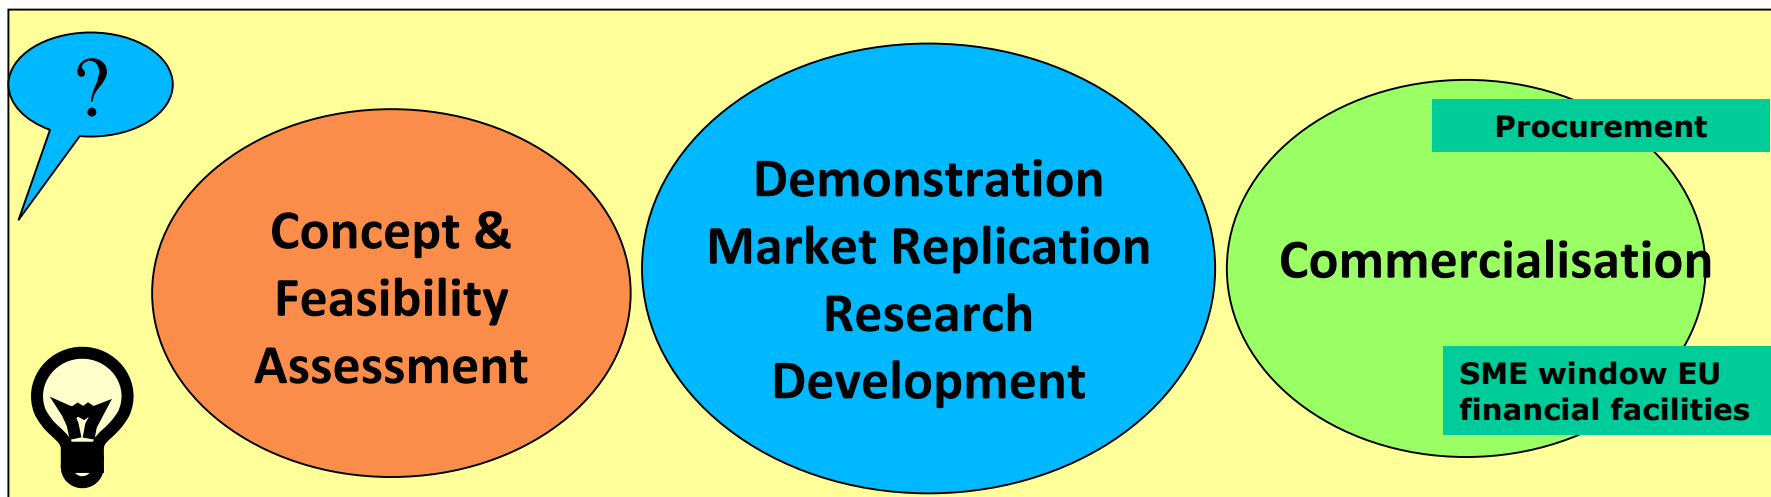 ?
Concept &
Feasibility
Assessment
Demonstration
Market Replication
Research
Development
Procurement
Commercialisation
SME window EU
financial facilities